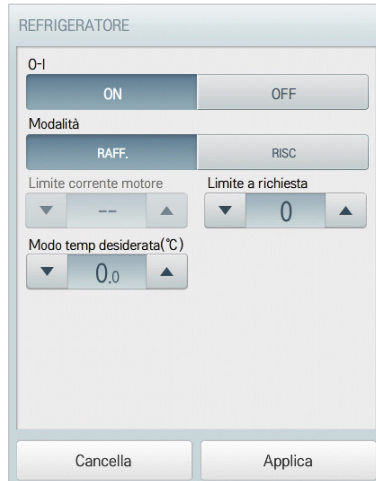 REFRIGERATORE
O-I
ON OFF
Modalità
RAFF. RISC
Limite corrente motore Limite a richiesta
-- 0
Modo temp desiderata(℃)
0.0
Cancella Applica